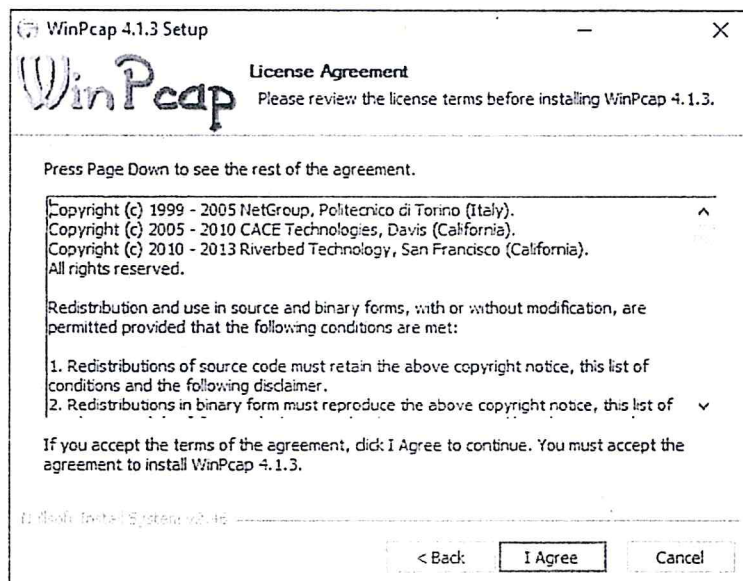 WinPcap 4.1.3 Setup
WinPcap
License Agreement
Please review the license terms before installing WinPcap 4.1.3.
Press Page Down to see the rest of the agreement.
Copyright (c) 1999 - 2005 NetGroup, Politecnico di Torino (Italy).
Copyright (c) 2005 - 2010 CACE Technologies, Davis (California).
Copyright (c) 2010 - 2013 Riverbed Technology, San Francisco (California).
All rights reserved.
Redistribution and use in source and binary forms, with or without modification, are
permitted provided that the following conditions are met:
1. Redistributions of source code must retain the above copyright notice, this list of
conditions and the following disclaimer.
2. Redistributions in binary form must reproduce the above copyright notice, this list of
If you accept the terms of the agreement, click I Agree to continue. You must accept the
agreement to install WinPcap 4.1.3.
Install System v2.46
< Back
I Agree
Cancel